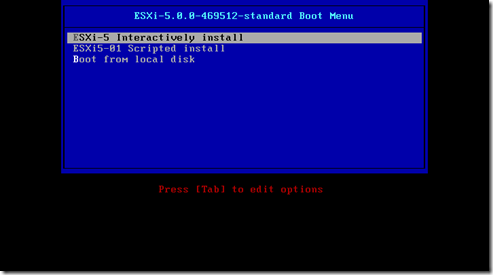 ESXi-5.0.0-469512-standard Boot Menu
ESXi-5 Interactively install
ESXi5-01 Scripted install
Boot from local disk
Press [Tab] to edit options